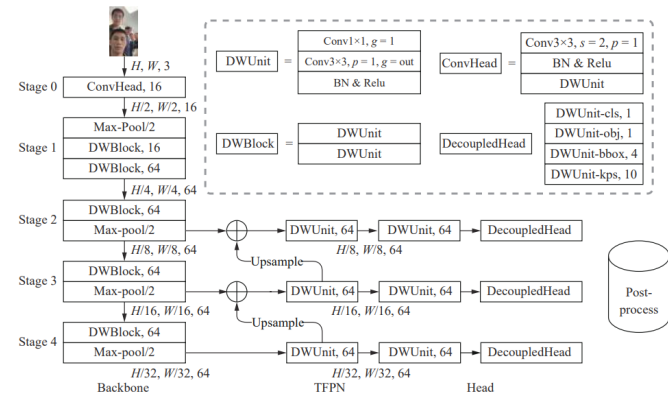 H, W, 3
Stage 0
ConvHead, 16
H/2, W/2, 16
Stage 1
Max-Pool/2
DWBlock, 16
DWBlock, 64
H/4, W/4, 64
Stage 2
DWBlock, 64
Max-pool/2
H/8, W/8, 64
Stage 3
DWBlock, 64
Max-pool/2
H/16, W/16, 64
Stage 4
DWBlock, 64
Max-pool/2
H/32, W/32, 64
Backbone
DWUnit
=
Conv1×1, g = 1
Conv3×3, p = 1, g = out
BN & Relu
ConvHead
=
Conv3×3, s = 2, p = 1
BN & Relu
DWUnit
DWBlock
=
DWUnit
DWUnit
DecoupledHead
DWUnit-cls, 1
DWUnit-obj, 1
DWUnit-bbox, 4
DWUnit-kps, 10
DWUnit, 64
DWUnit, 64
DecoupledHead
H/8, W/8, 64
Upsample
DWUnit, 64
DWUnit, 64
DecoupledHead
H/16, W/16, 64
Upsample
DWUnit, 64
DWUnit, 64
DecoupledHead
H/32, W/32, 64
TFPN
Head
Post-
process